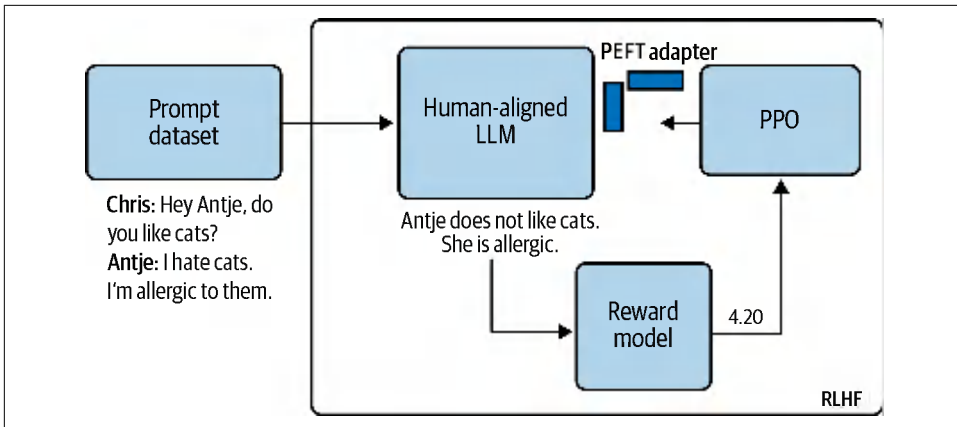 PEFT adapter
Prompt
dataset
Human-aligned
LLM
PPO
Chris: Hey Antje, do
you like cats?
Antje: I hate cats.
I'm allergic to them.
Antje does not like cats.
She is allergic.
Reward
model
4.20
RLHF